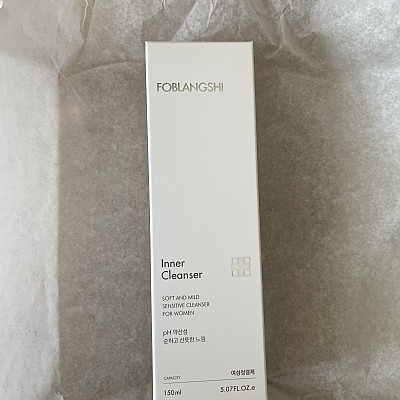 FOBLANGSHI
Inner
Cleanser
SOFT AND MILD
SENSITIVE CLEANSER
FOR WOMEN
pH 약산성
순하고 산뜻한 느낌
CAPACITY
여성청결제
150ml
5.07FL.OZ.e